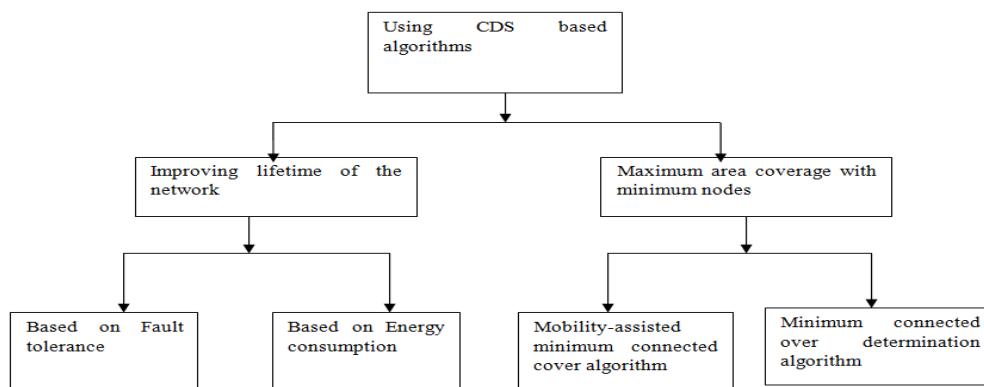 Using CDS based
algorithms
Improving lifetime of the
network
Maximum area coverage with
minimum nodes
Based on Fault
tolerance
Based on Energy
consumption
Mobility-assisted
minimum connected
cover algorithm
Minimum connected
over determination
algorithm